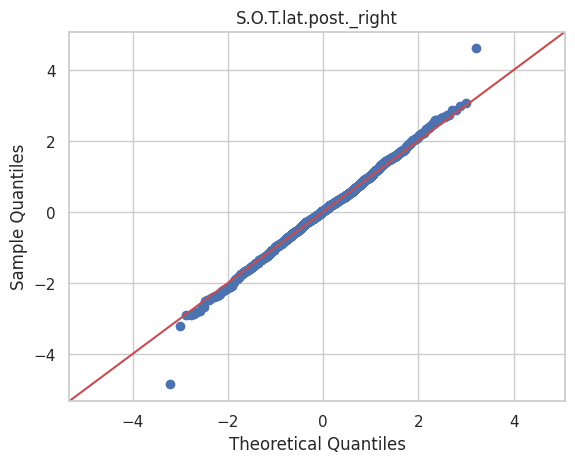 S.O.T.lat.post._right
4
2
0
−2
−4
Sample Quantiles
−4 −2 0 2 4
Theoretical Quantiles